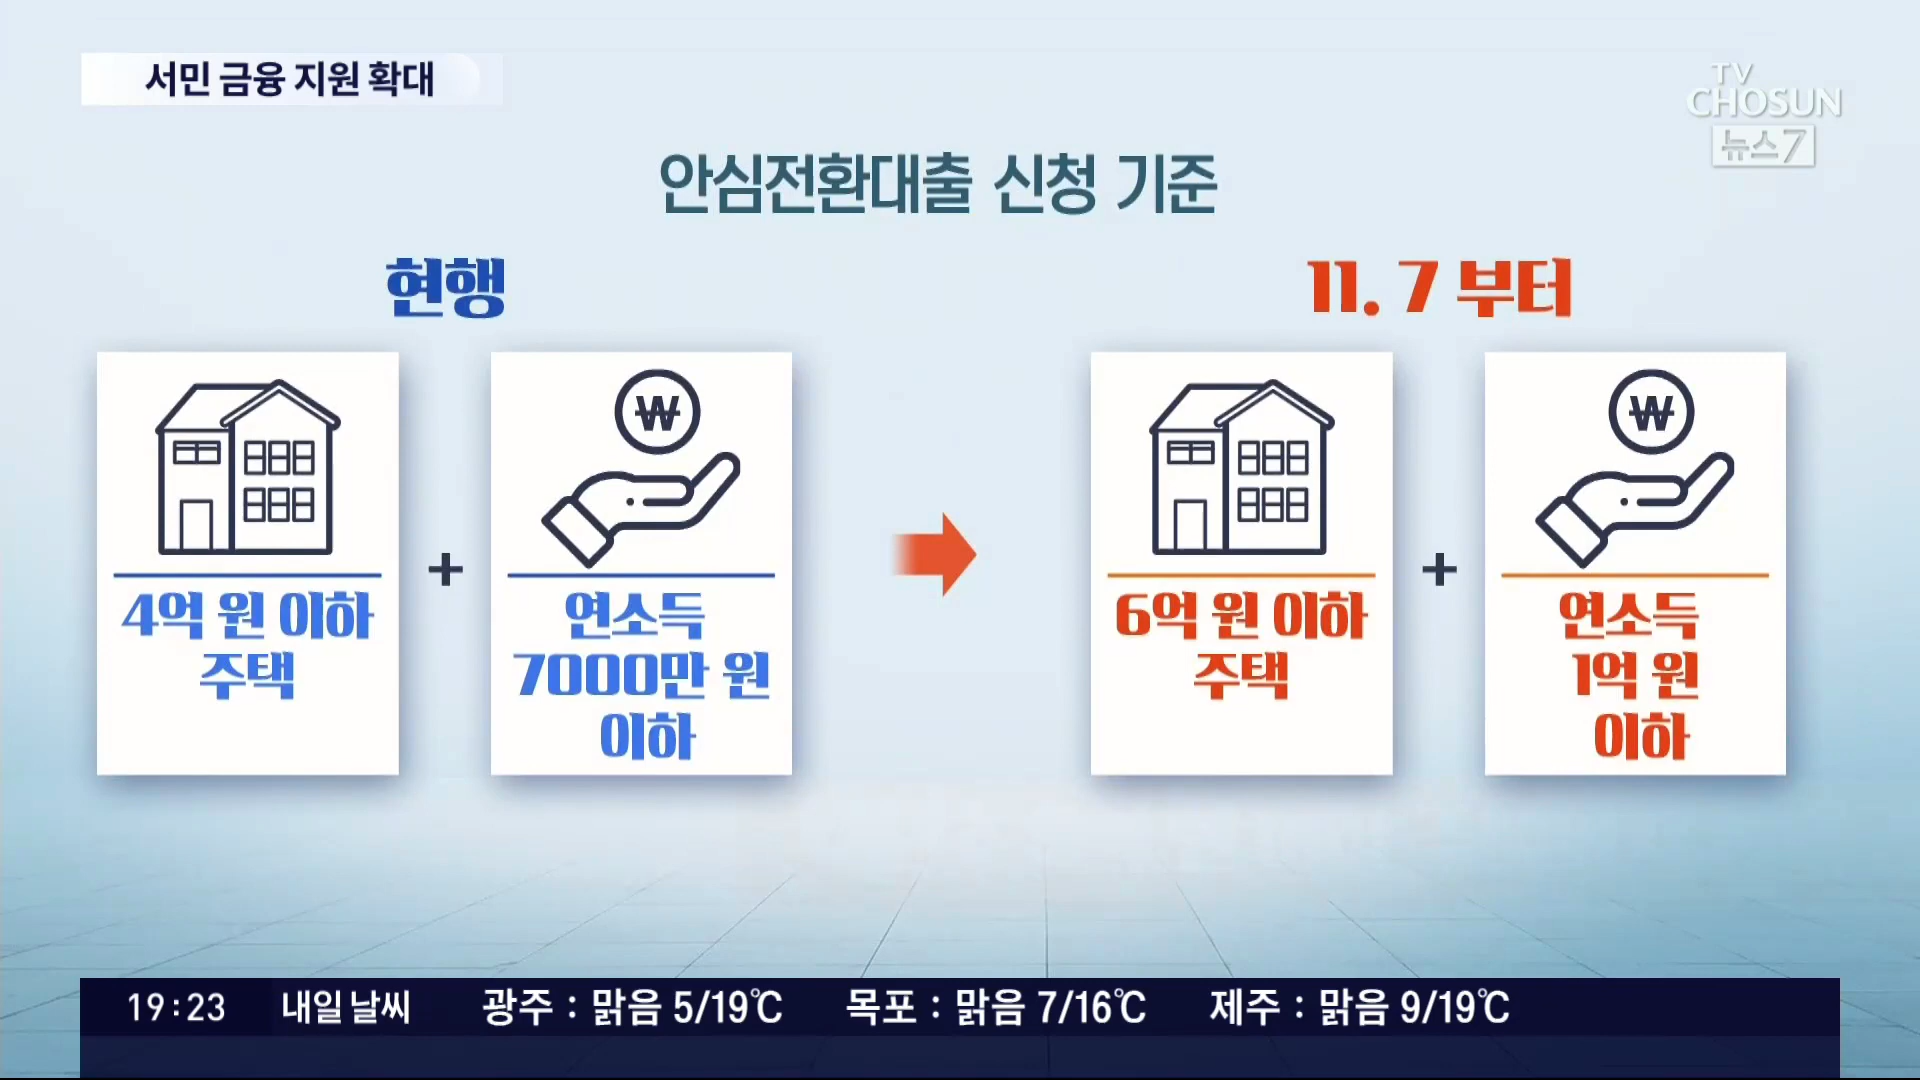 서민 금융 지원 확대
TV
CHOSUN
뉴스7
안심전환대출 신청 기준
현행
11. 7 부터
₩
4억 원 이하
주택
+
₩
연소득
7000만 원
이하
6억 원 이하
주택
+
₩
연소득
1억 원
이하
19:23 내일 날씨 광주 : 맑음 5/19℃ 목포 : 맑음 7/16℃ 제주 : 맑음 9/19℃